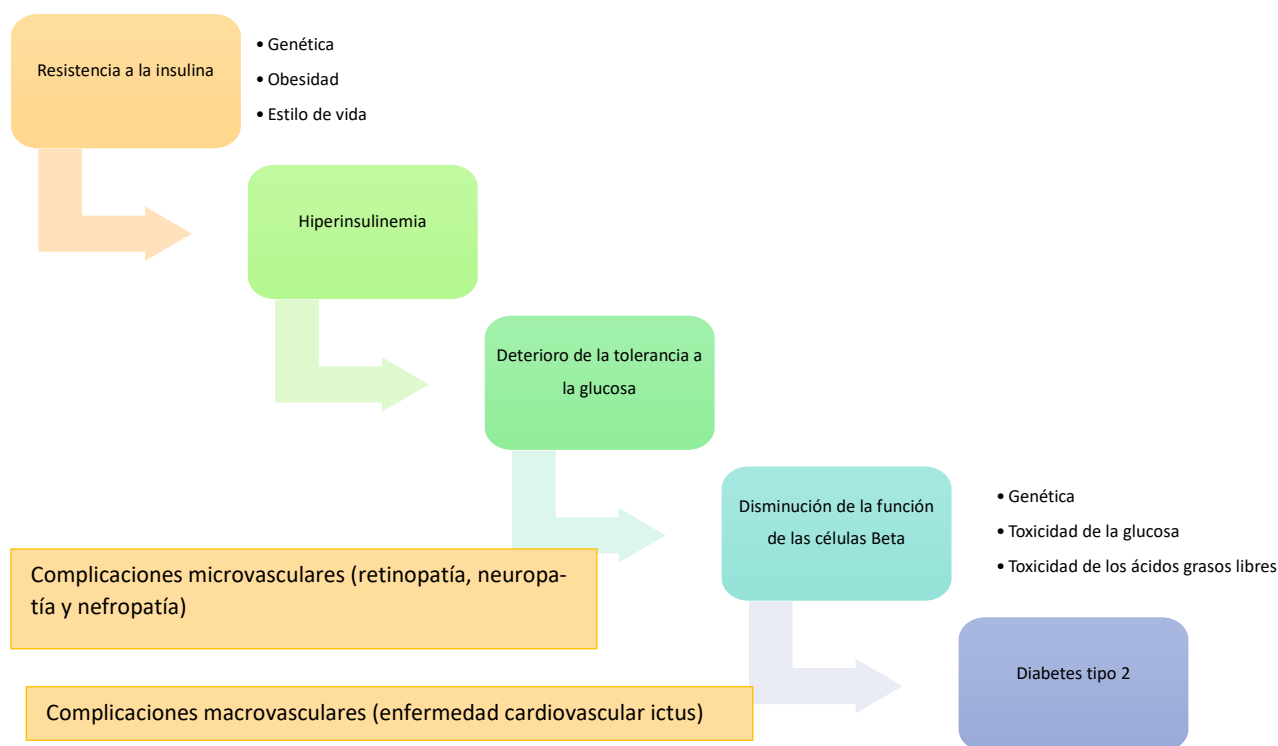 Resistencia a la insulina
• Genética
• Obesidad
• Estilo de vida
Hiperinsulinemia
Deterioro de la tolerancia a
la glucosa
Disminución de la función
de las células Beta
• Genética
• Toxicidad de la glucosa
• Toxicidad de los ácidos grasos libres
Complicaciones microvasculares (retinopatía, neuropa-
tía y nefropatía)
Diabetes tipo 2
Complicaciones macrovasculares (enfermedad cardiovascular ictus)